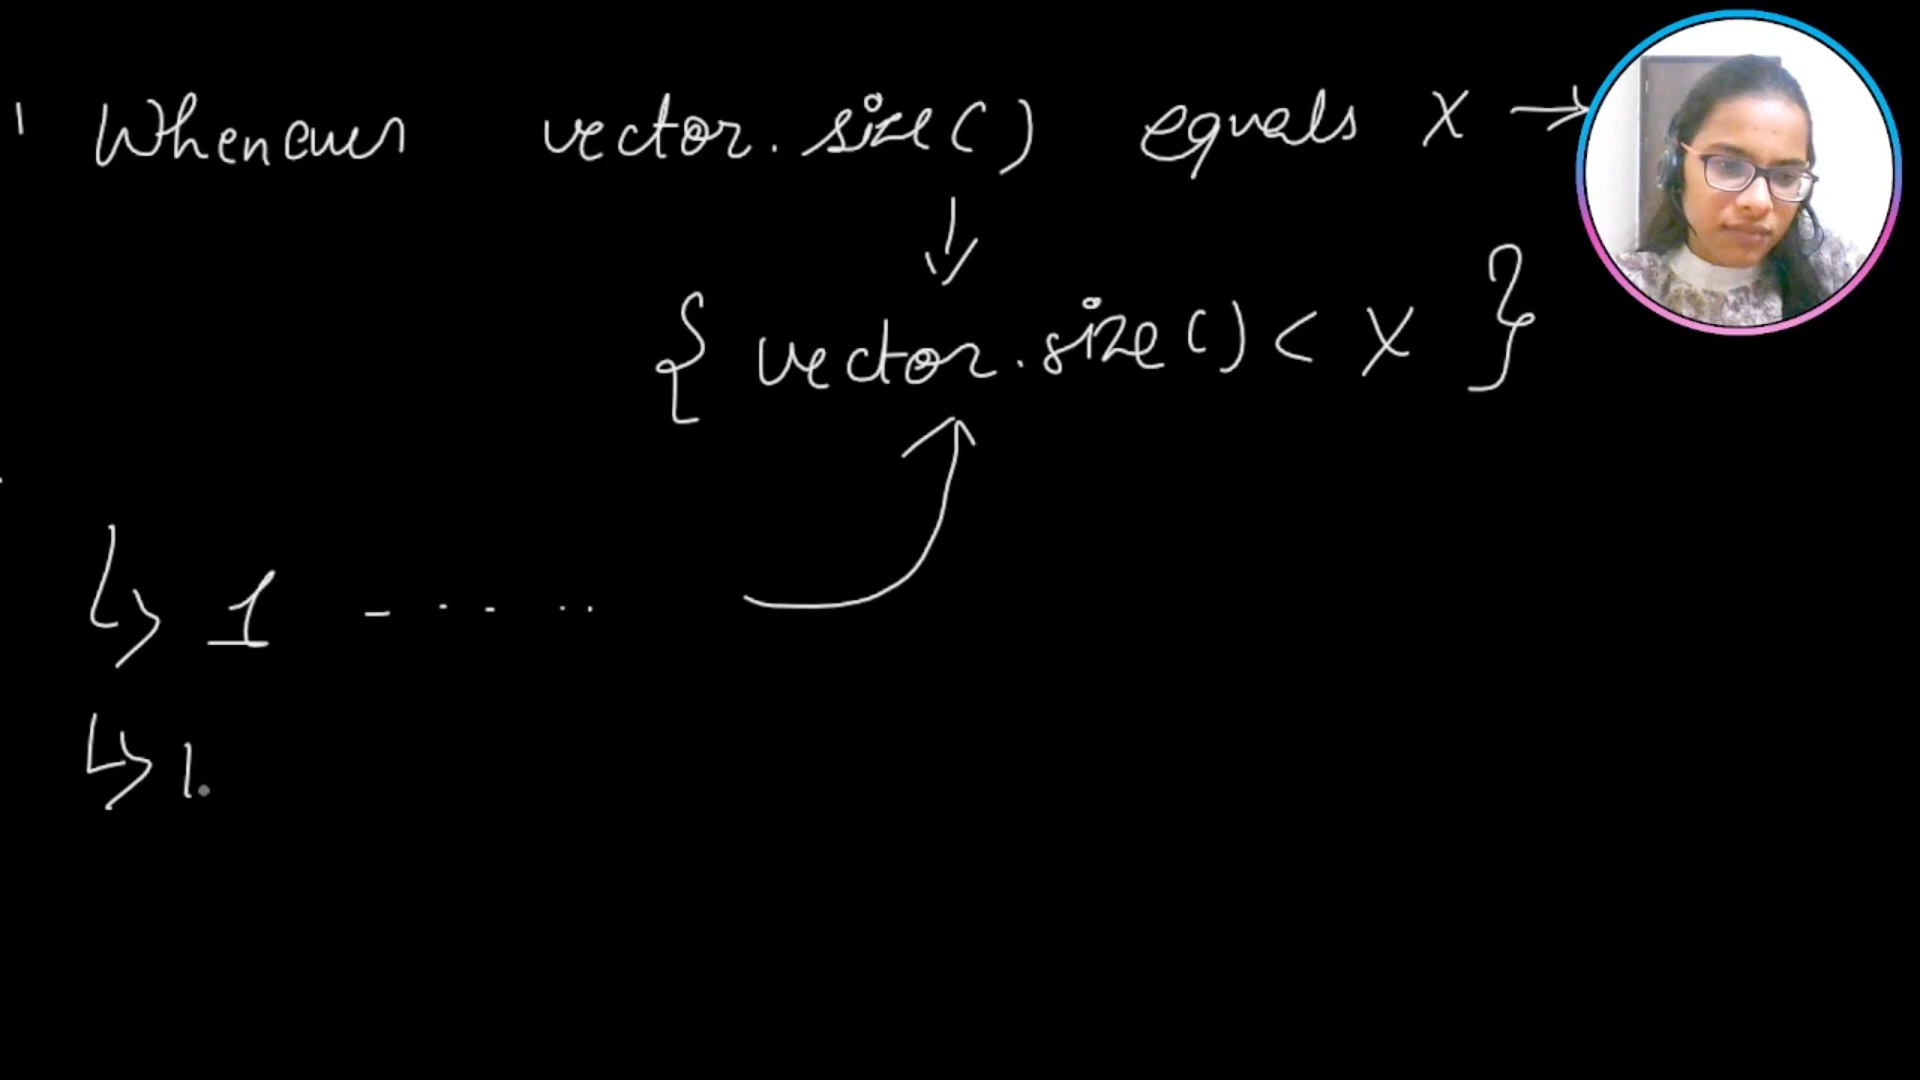 ' Whenever vector.size() equals X →
↓
{ vector.size() < X }
↳ 1 - . - ..
↳ 1.